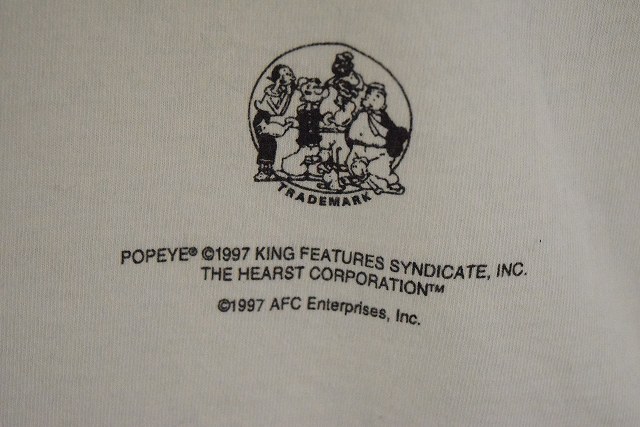 TRADEMARK
POPEYE® ©1997 KING FEATURES SYNDICATE, INC.
THE HEARST CORPORATION™
©1997 AFC Enterprises, Inc.